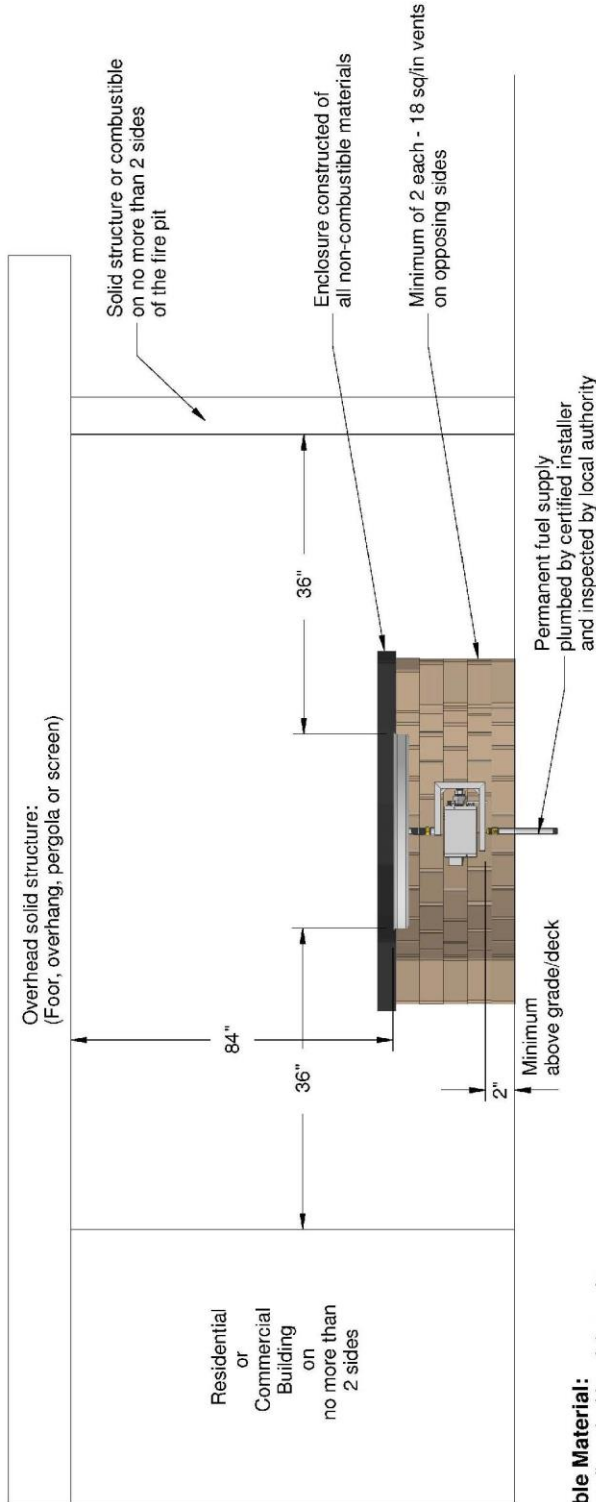 Overhead solid structure:
(Foor, overhang, pergola or screen)
Solid structure or combustible
on no more than 2 sides
of the fire pit
Enclosure constructed of
all non-combustible materials
Minimum of 2 each - 18 sq/in vents
on opposing sides
36"
84"
36"
Residential
or
Commercial
Building
on
no more than
2 sides
2"
Minimum
above grade/deck
Permanent fuel supply
plumbed by certified installer
and inspected by local authority
ble Material: